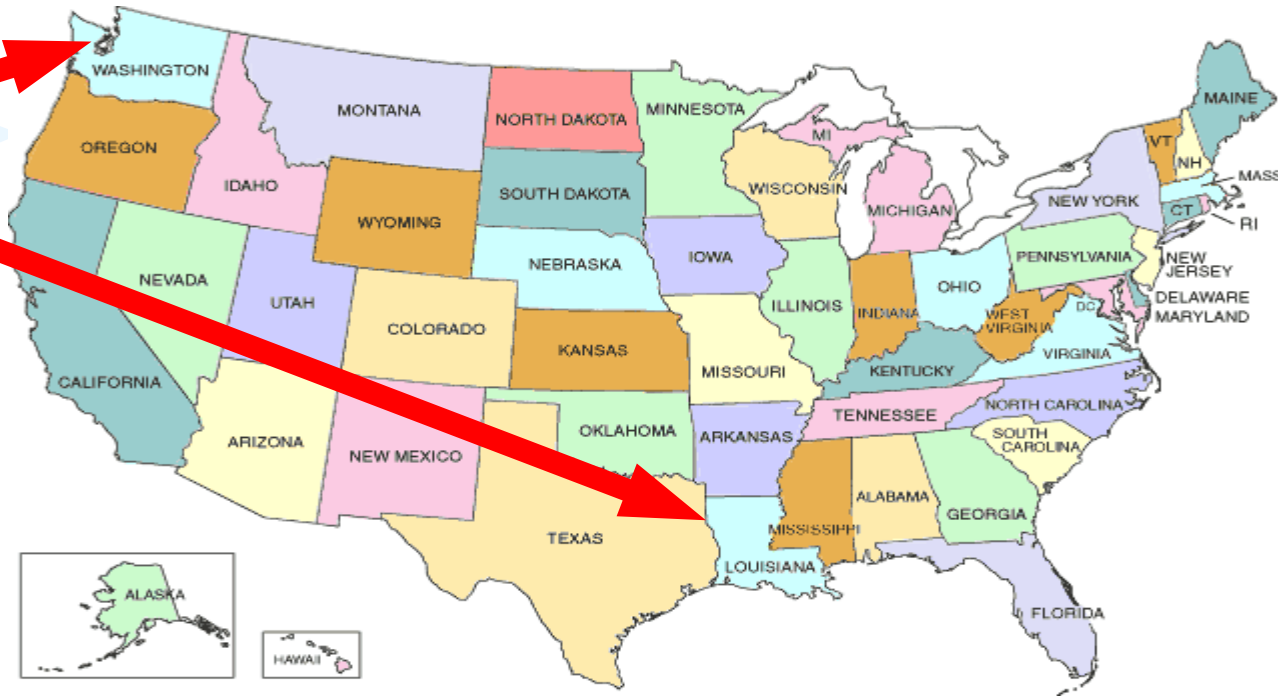 WASHINGTON
MONTANA
NORTH DAKOTA
MINNESOTA
MAINE
OREGON
IDAHO
SOUTH DAKOTA
WISCONSIN
MI
MICHIGAN
VT
NH
MASS
NEW YORK
CT
RI
WYOMING
NEVADA
UTAH
COLORADO
NEBRASKA
IOWA
ILLINOIS
INDIANA
OHIO
PENNSYLVANIA
NEW
JERSEY
DELAWARE
MARYLAND
DC
WEST
VIRGINIA
VIRGINIA
CALIFORNIA
KANSAS
MISSOURI
KENTUCKY
ARIZONA
NEW MEXICO
OKLAHOMA
ARKANSAS
TENNESSEE
NORTH CAROLINA
SOUTH
CAROLINA
TEXAS
LOUISIANA
MISSISSIPPI
ALABAMA
GEORGIA
FLORIDA
ALASKA
HAWAII